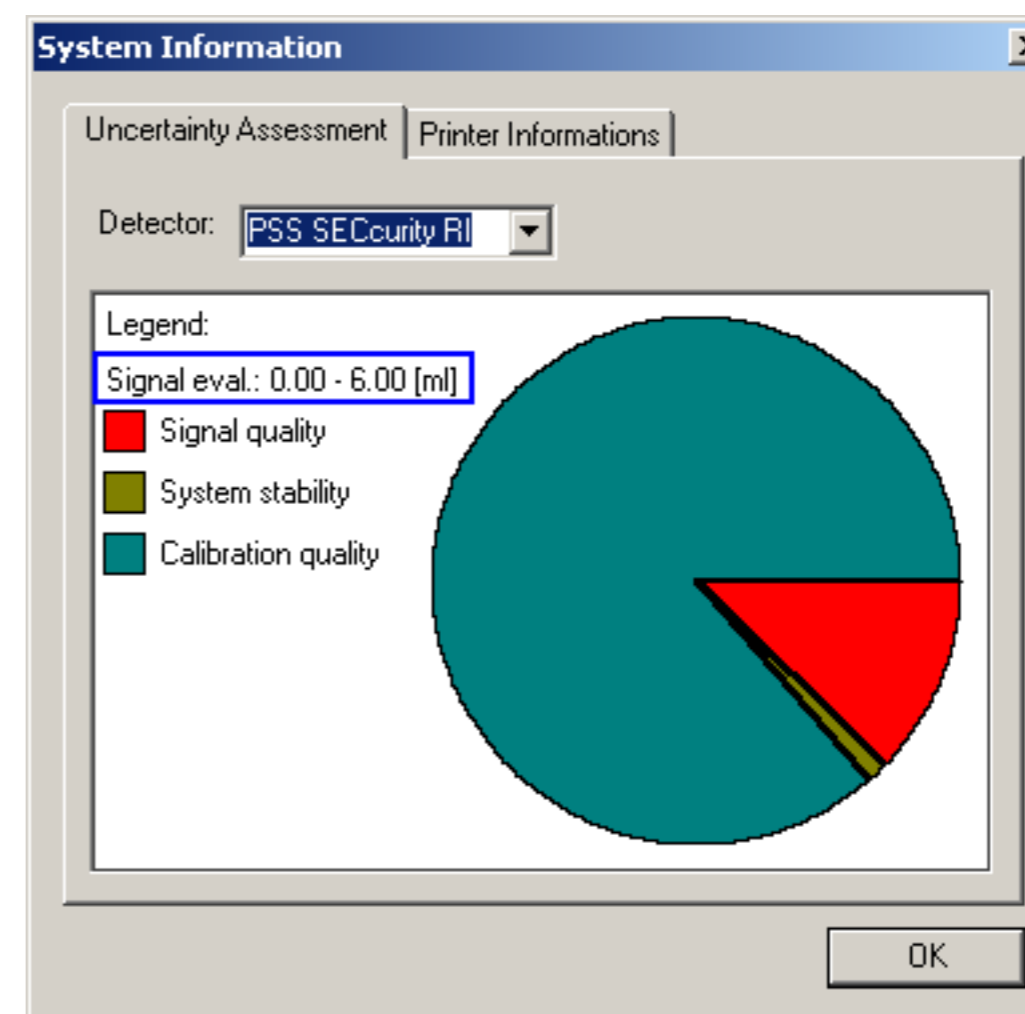 System Information
Uncertainty Assessment
Printer Informations
Detector:
PSS SECcurity RI
Legend:
Signal eval.: 0.00 - 6.00 [ml]
Signal quality
System stability
Calibration quality
OK